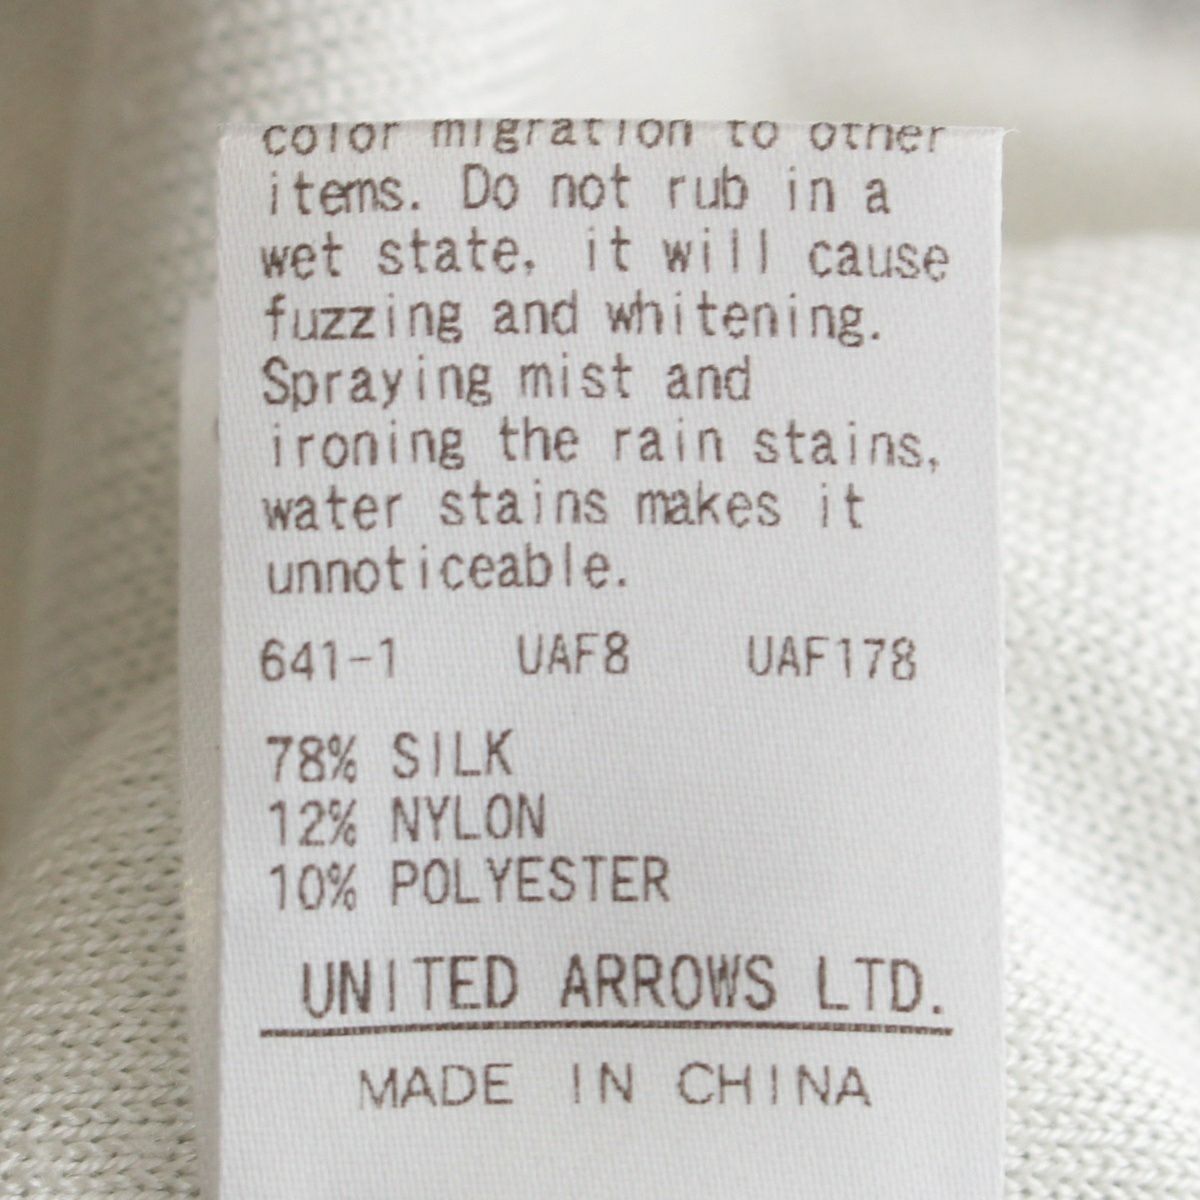 color migration to other
items. Do not rub in a
wet state, it will cause
fuzzing and whitening.
Spraying mist and
ironing the rain stains,
water stains makes it
unnoticeable.
641-1 UAF8 UAF178
78% SILK
12% NYLON
10% POLYESTER
UNITED ARROWS LTD.
MADE IN CHINA